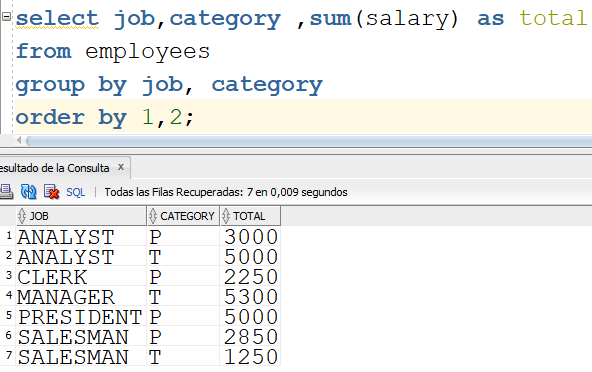 select job,category ,sum(salary) as total
from employees
group by job, category
order by 1,2;
esultado de la Consulta x
SQL | Todas las Filas Recuperadas: 7 en 0,009 segundos
JOB CATEGORY TOTAL
1 ANALYST P 3000
2 ANALYST T 5000
3 CLERK P 2250
4 MANAGER T 5300
5 PRESIDENT P 5000
6 SALESMAN P 2850
7 SALESMAN T 1250